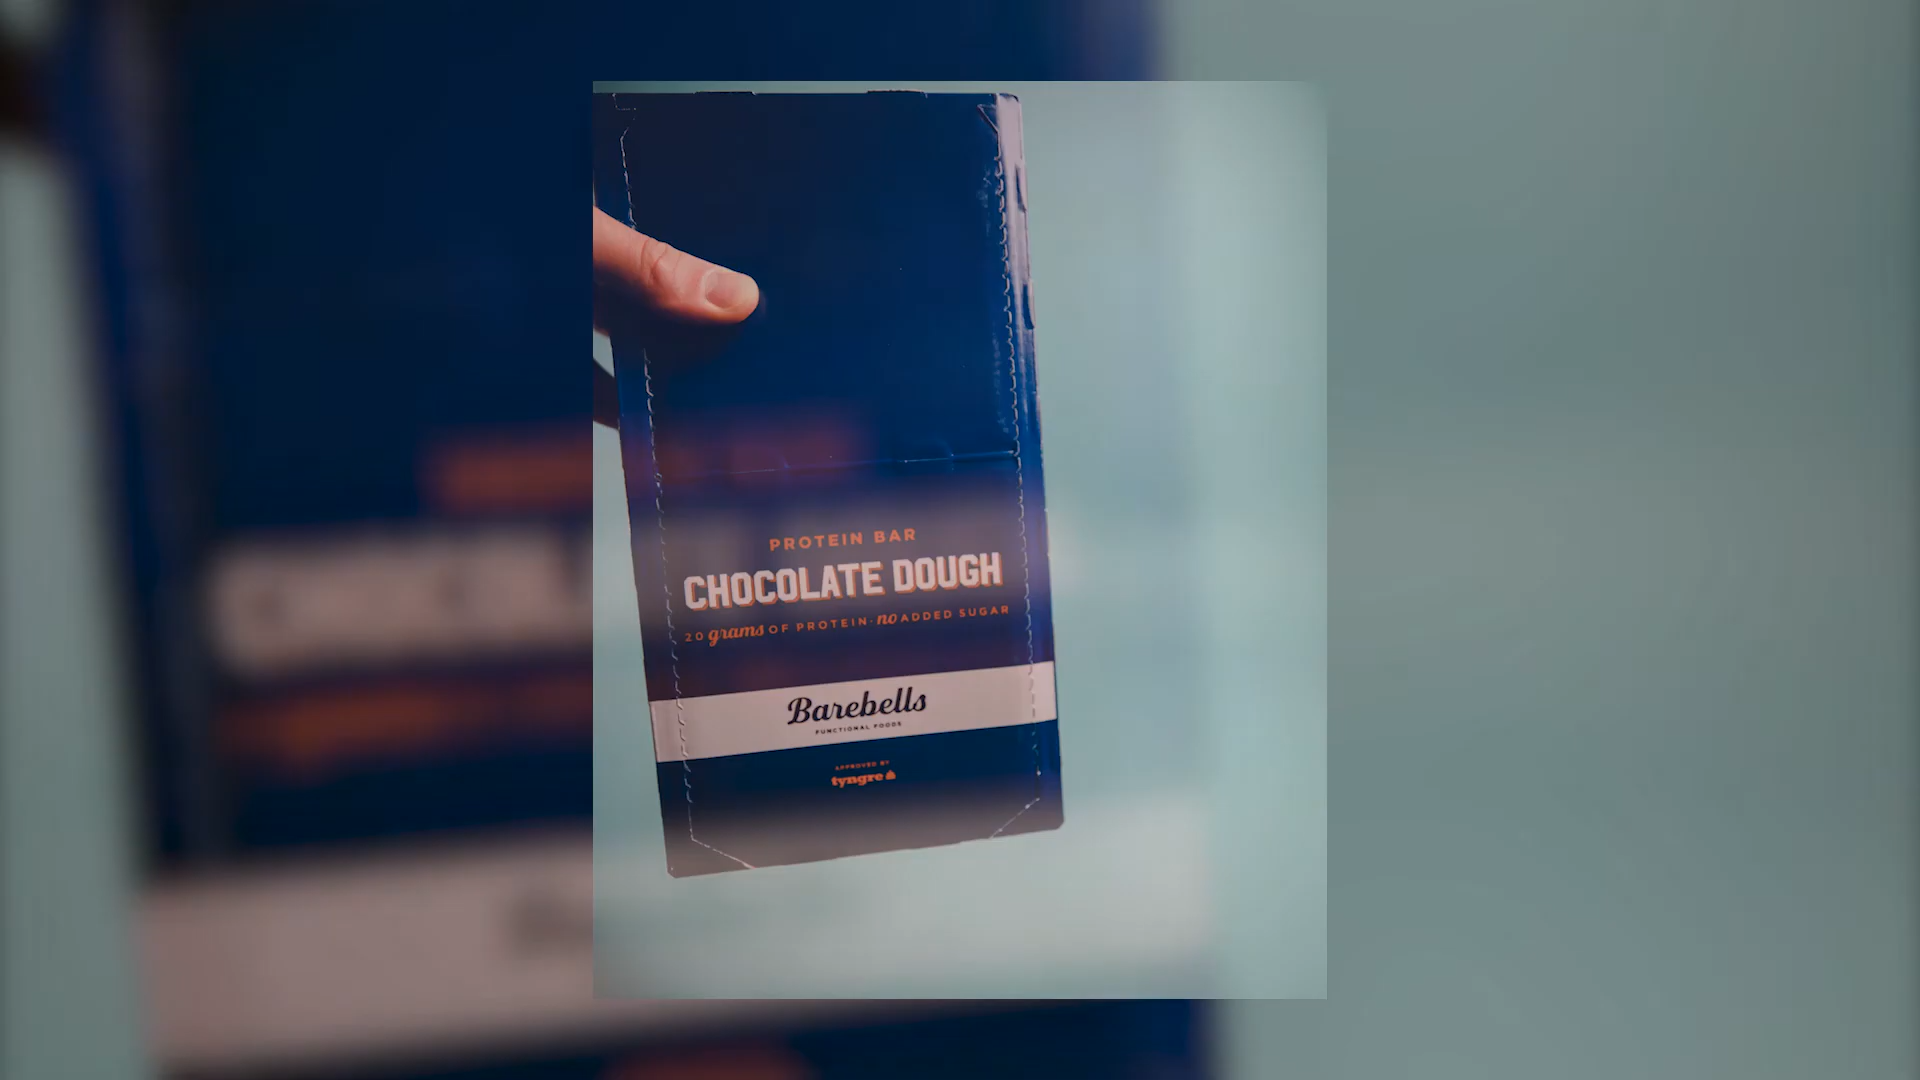 PROTEIN BAR
CHOCOLATE DOUGH
20 grams OF PROTEIN · no ADDED SUGAR
Barebells
FUNCTIONAL FOODS
APPROVED BY
tyngre